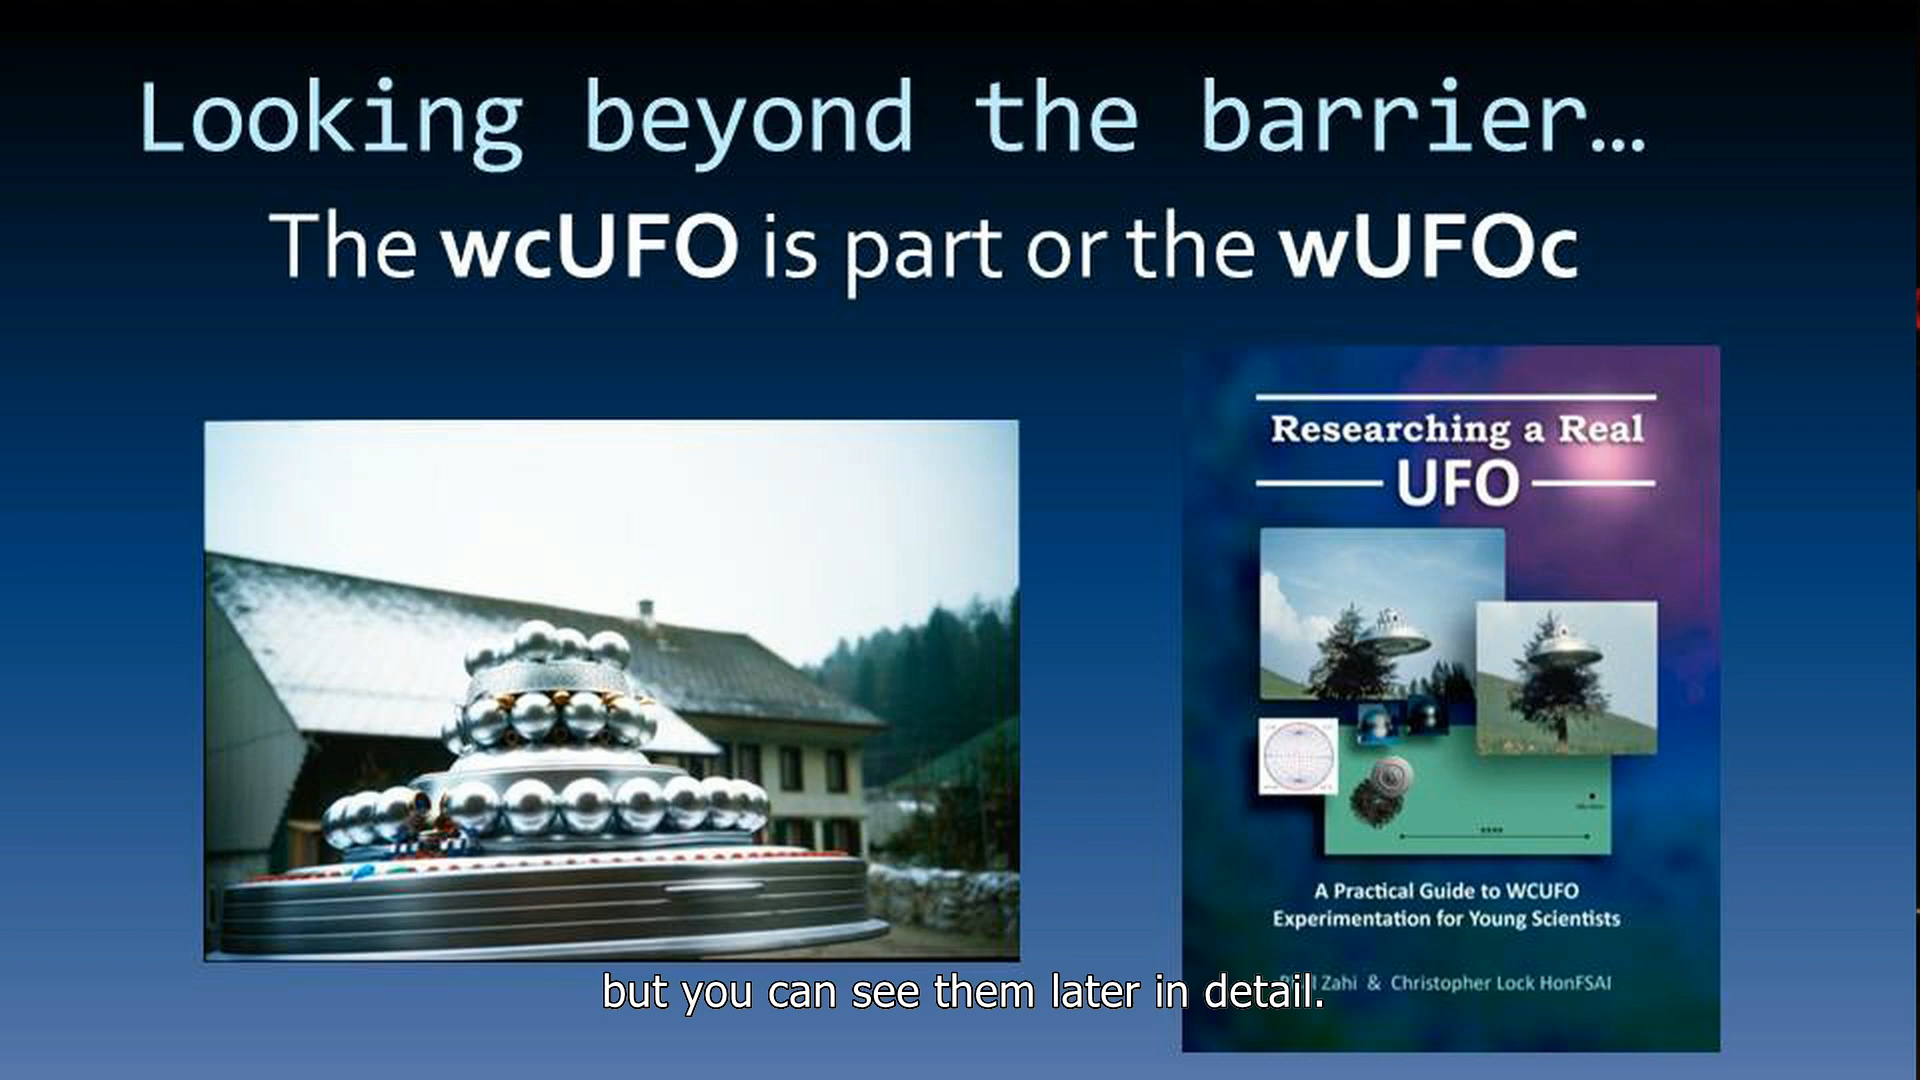 Looking beyond the barrier…
The wcUFO is part or the wUFOc
Researching a Real
UFO
A Practical Guide to WCUFO
Experimentation for Young Scientists
Zahi & Christopher Lock HonFSAI
but you can see them later in detail.